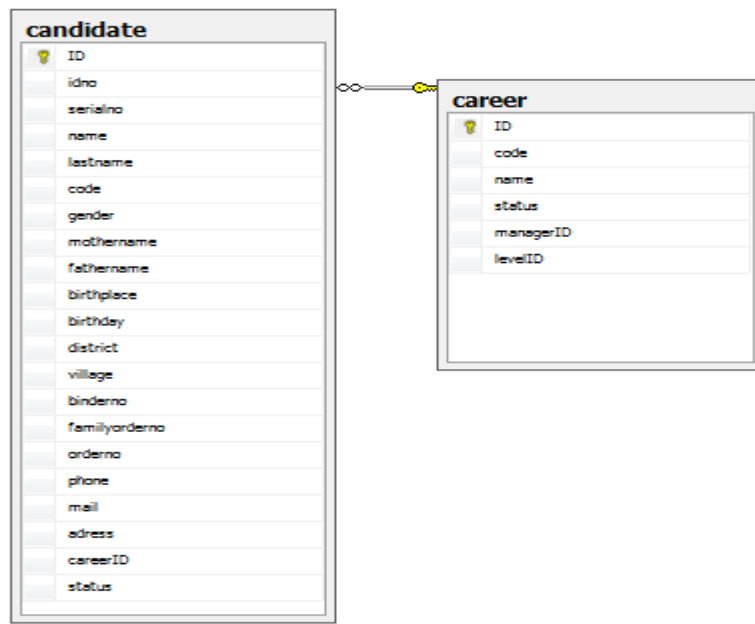 candidate
ID
idno
serialno
name
lastname
code
gender
mothername
fathername
birthplace
birthday
district
village
binderno
familyorderno
orderno
phone
mail
adress
careerID
status
career
ID
code
name
status
managerID
levelID